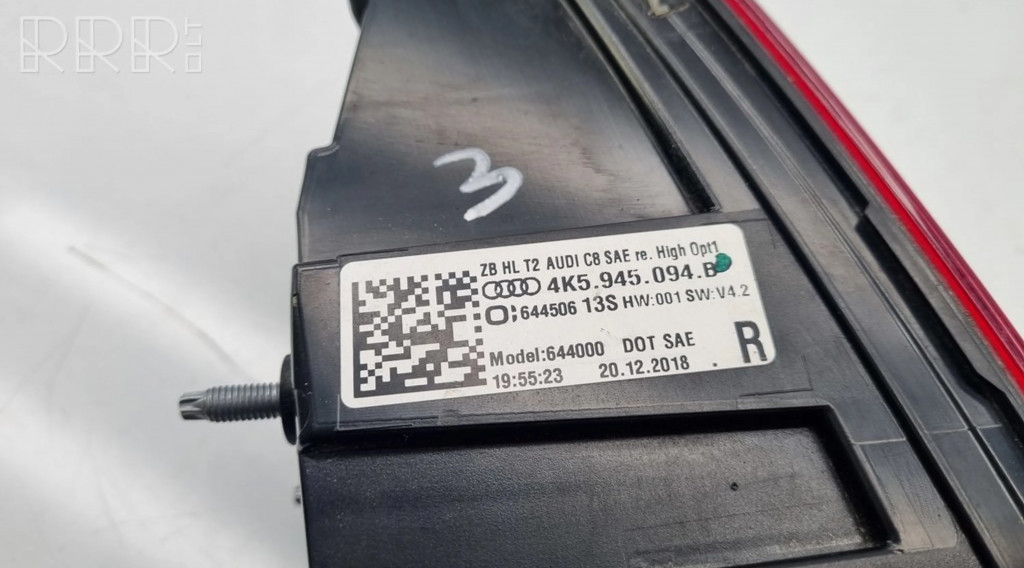 RRR.LT
3
ZB HL T2 AUDI C8 SAE re. High Opt1
4K5.945.094.B
644506 13S HW:001 SW:V4.2
Model:644000 DOT SAE
19:55:23 20.12.2018 .
R